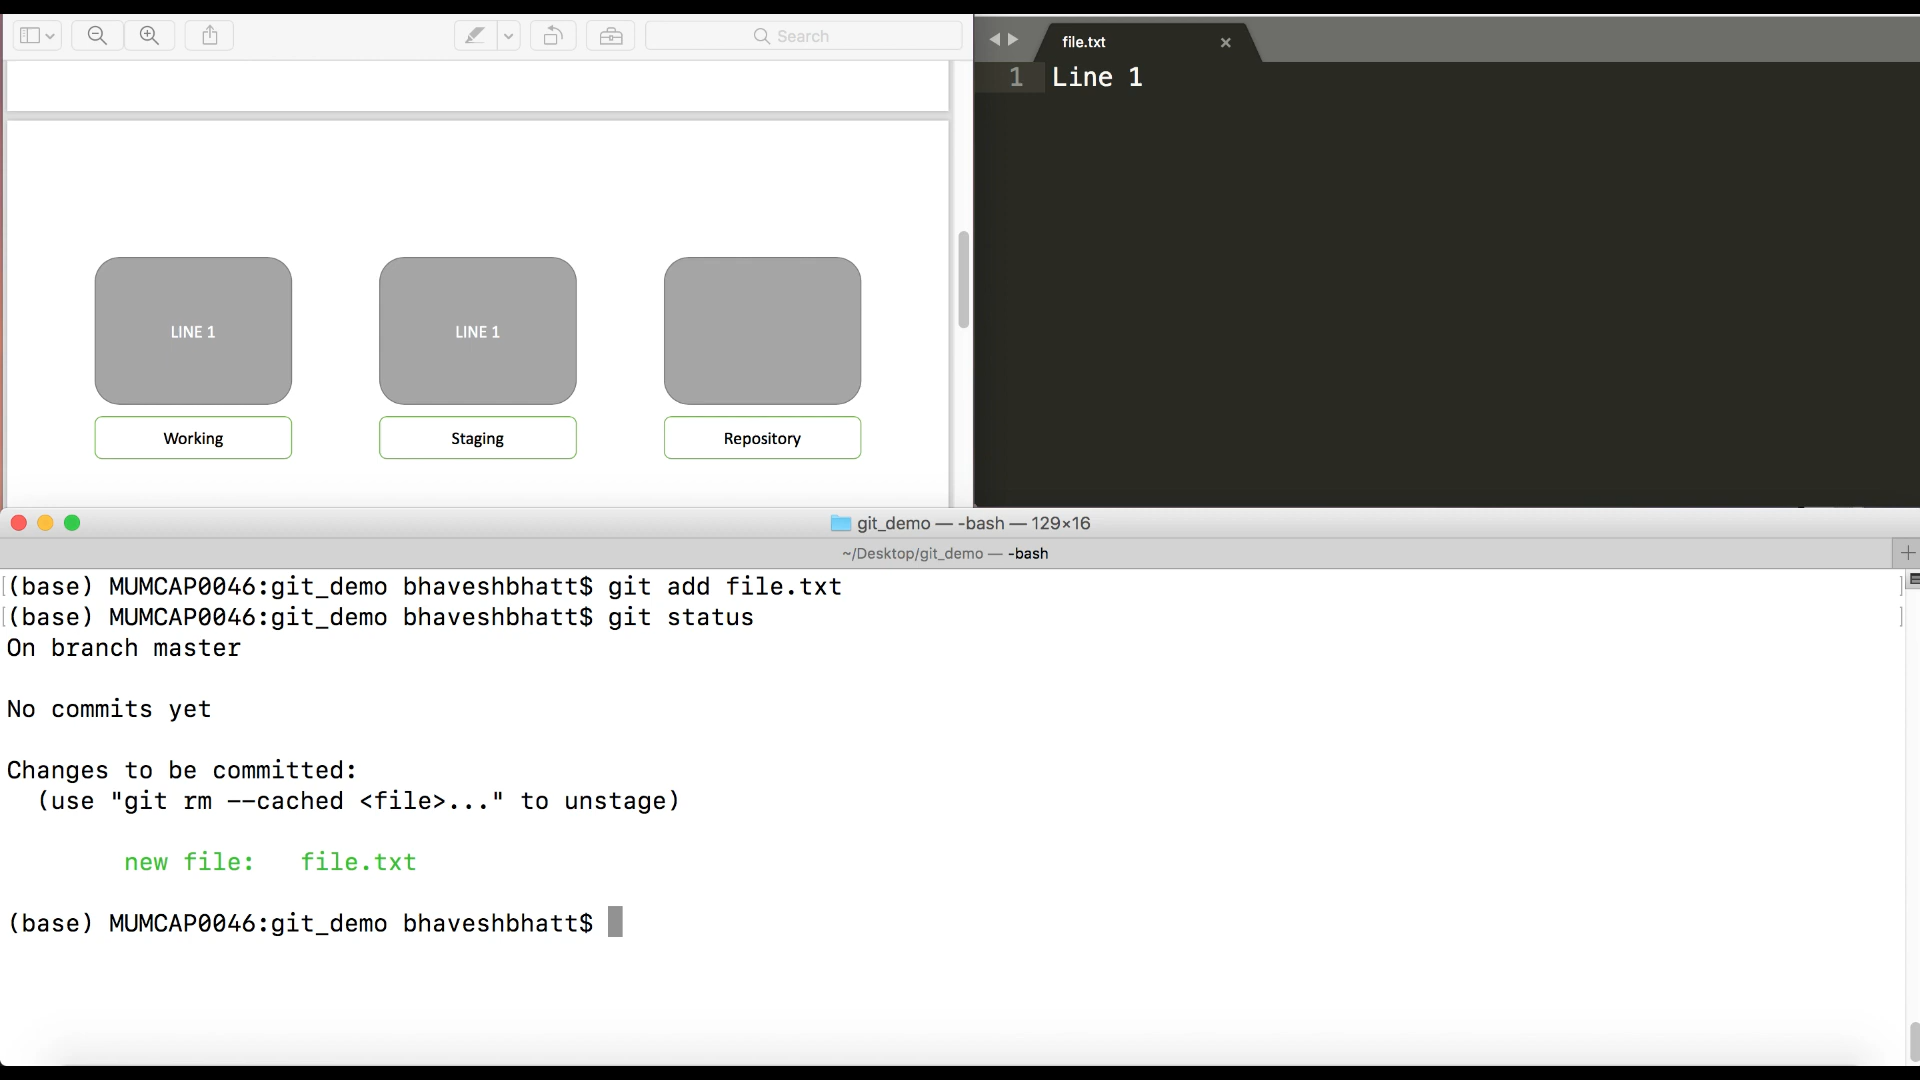 Search
file.txt
1 Line 1
LINE 1
LINE 1
Working
Staging
Repository
git_demo — -bash — 129×16
~/Desktop/git_demo — -bash
(base) MUMCAP0046:git_demo bhaveshbhatt$ git add file.txt
(base) MUMCAP0046:git_demo bhaveshbhatt$ git status
On branch master
No commits yet
Changes to be committed:
(use "git rm --cached <file>..." to unstage)
new file: file.txt
(base) MUMCAP0046:git_demo bhaveshbhatt$